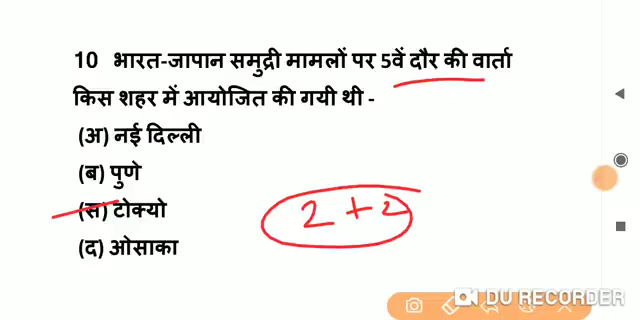 10 भारत-जापान समुद्री मामलों पर 5वें दौर की वार्ता
किस शहर में आयोजित की गयी थी -
(अ) नई दिल्ली
(ब) पुणे
(स) टोक्यो
2 + 2
(द) ओसाका
DU RECORDER